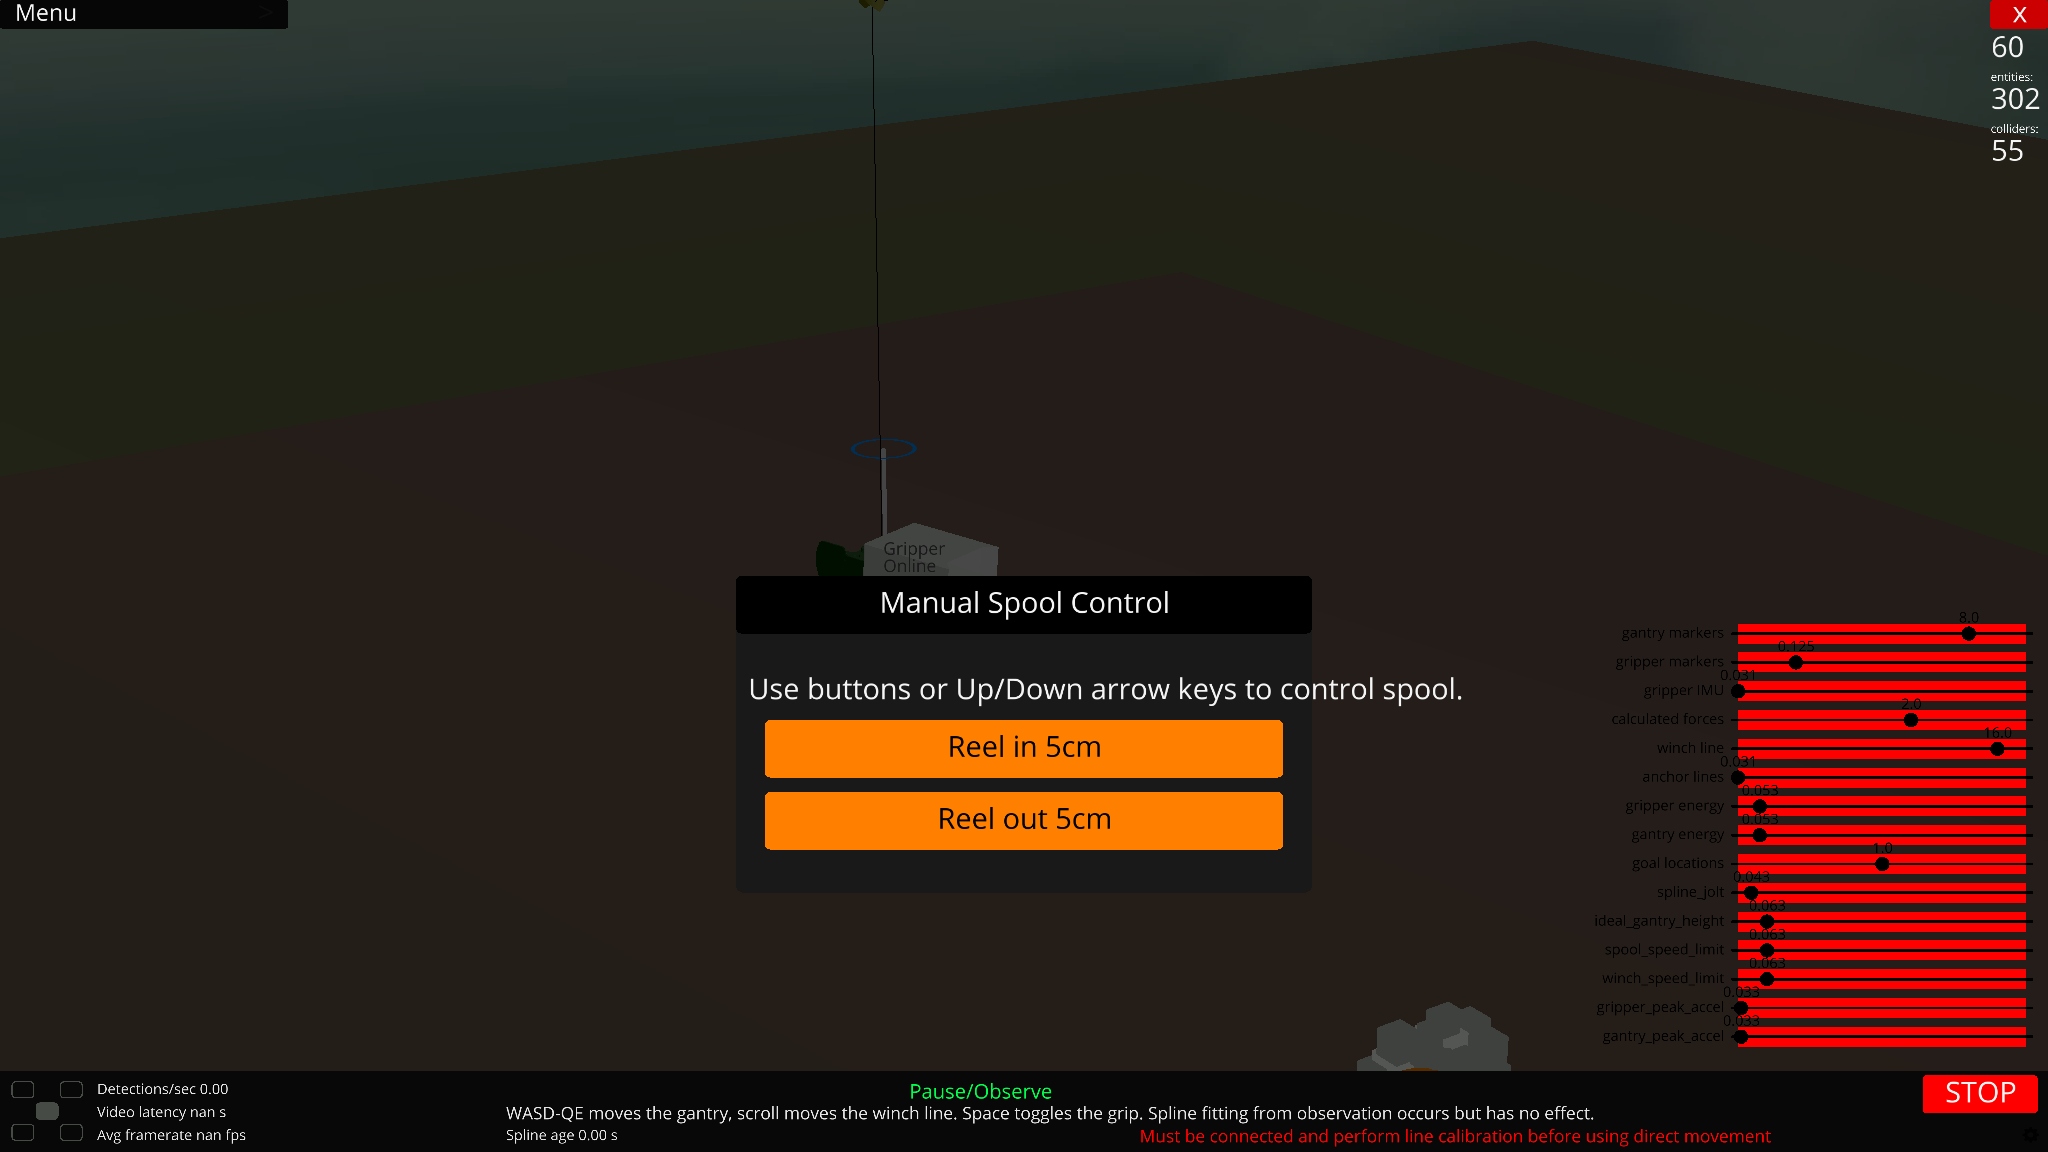 Menu >
X
60
entities:
302
colliders:
55
Gripper
Online
Manual Spool Control
Use buttons or Up/Down arrow keys to control spool.
Reel in 5cm
Reel out 5cm
8.0
gantry markers
0.125
gripper markers
0.031
gripper IMU
2.0
calculated forces
16.0
winch line
0.031
anchor lines
0.053
gripper energy
0.053
gantry energy
1.0
goal locations
0.043
spline_jolt
0.063
ideal_gantry_height
0.063
spool_speed_limit
0.063
winch_speed_limit
0.033
gripper_peak_accel
0.033
gantry_peak_accel
Detections/sec 0.00
Video latency nan s
Avg framerate nan fps
Pause/Observe
WASD-QE moves the gantry, scroll moves the winch line. Space toggles the grip. Spline fitting from observation occurs but has no effect.
Spline age 0.00 s
Must be connected and perform line calibration before using direct movement
STOP